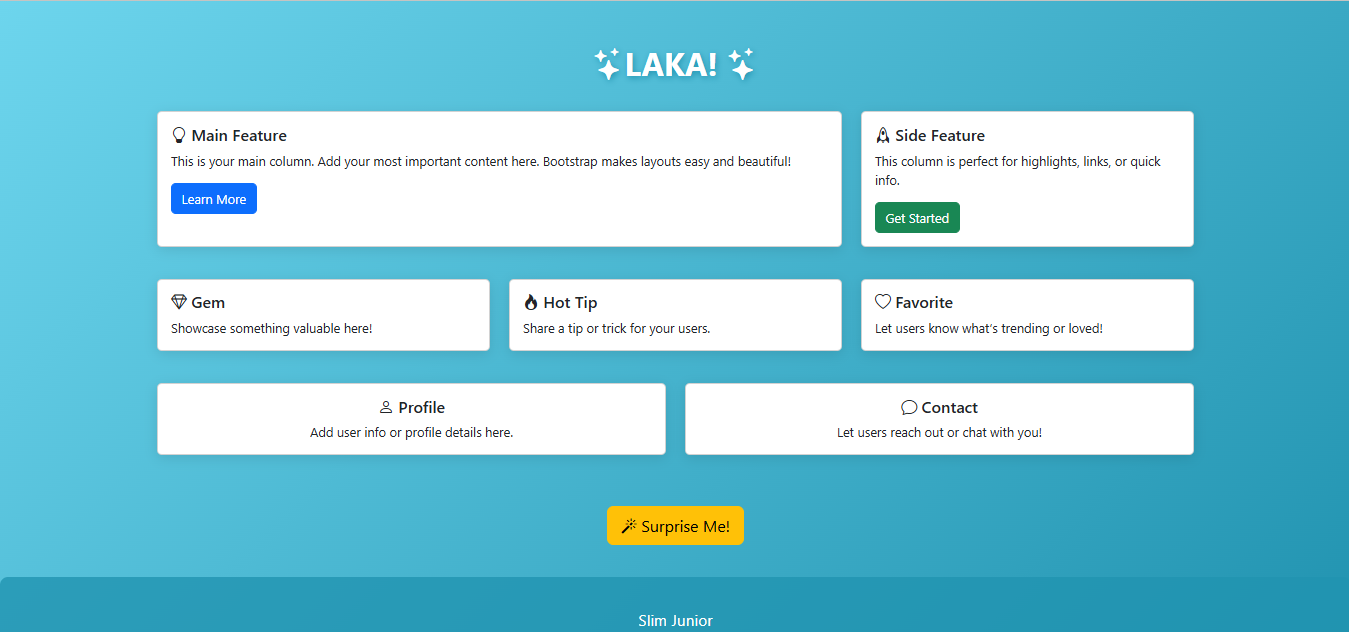 LAKA!
Main Feature
This is your main column. Add your most important content here. Bootstrap makes layouts easy and beautiful!
Learn More
Side Feature
This column is perfect for highlights, links, or quick
info.
Get Started
Gem
Showcase something valuable here!
Hot Tip
Share a tip or trick for your users.
Favorite
Let users know what's trending or loved!
Profile
Add user info or profile details here.
Contact
Let users reach out or chat with you!
Surprise Me!
Slim Junior